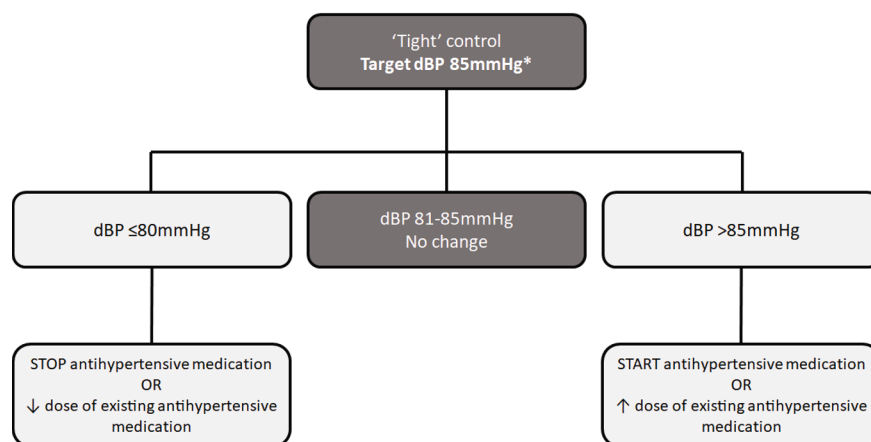 ‘Tight’ control
Target dBP 85mmHg*
dBP ≤80mmHg
dBP 81-85mmHg
No change
dBP >85mmHg
STOP antihypertensive medication
OR
↓ dose of existing antihypertensive
medication
START antihypertensive medication
OR
↑ dose of existing antihypertensive
medication